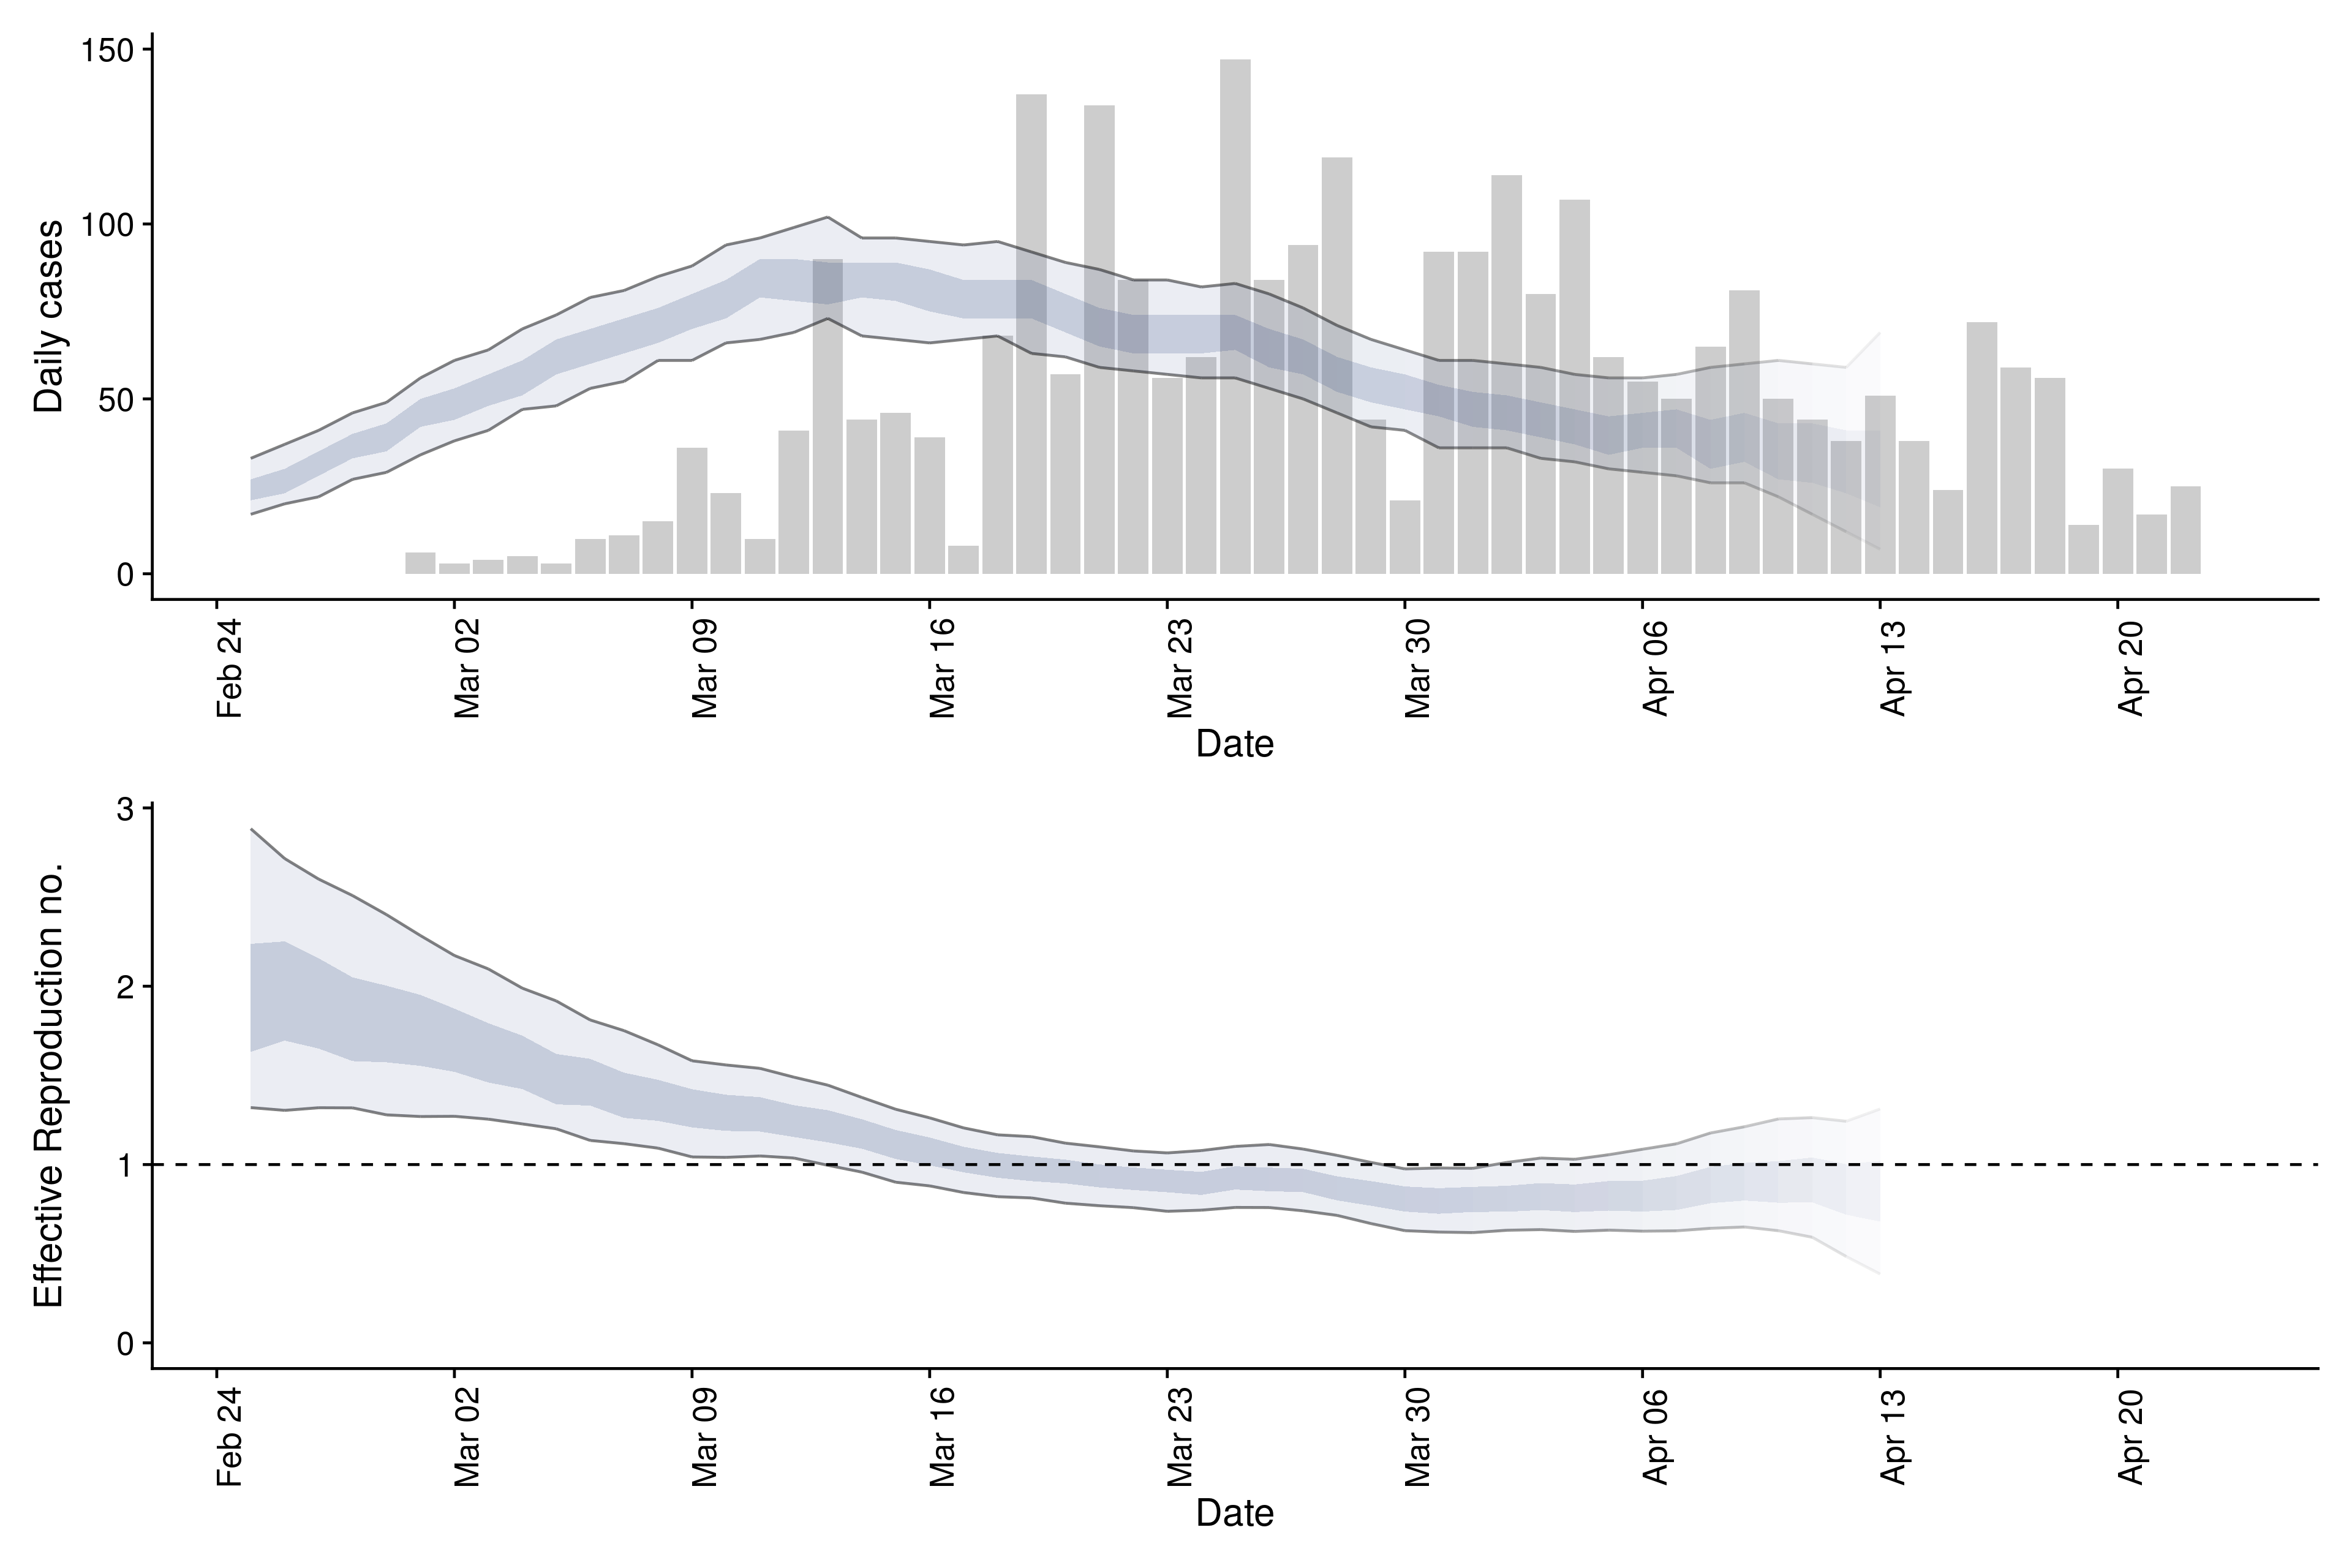 150
100
50
0
Daily cases
Feb 24
Mar 02
Mar 09
Mar 16
Mar 23
Mar 30
Apr 06
Apr 13
Apr 20
Date
3
2
1
0
Effective Reproduction no.
Feb 24
Mar 02
Mar 09
Mar 16
Mar 23
Mar 30
Apr 06
Apr 13
Apr 20
Date